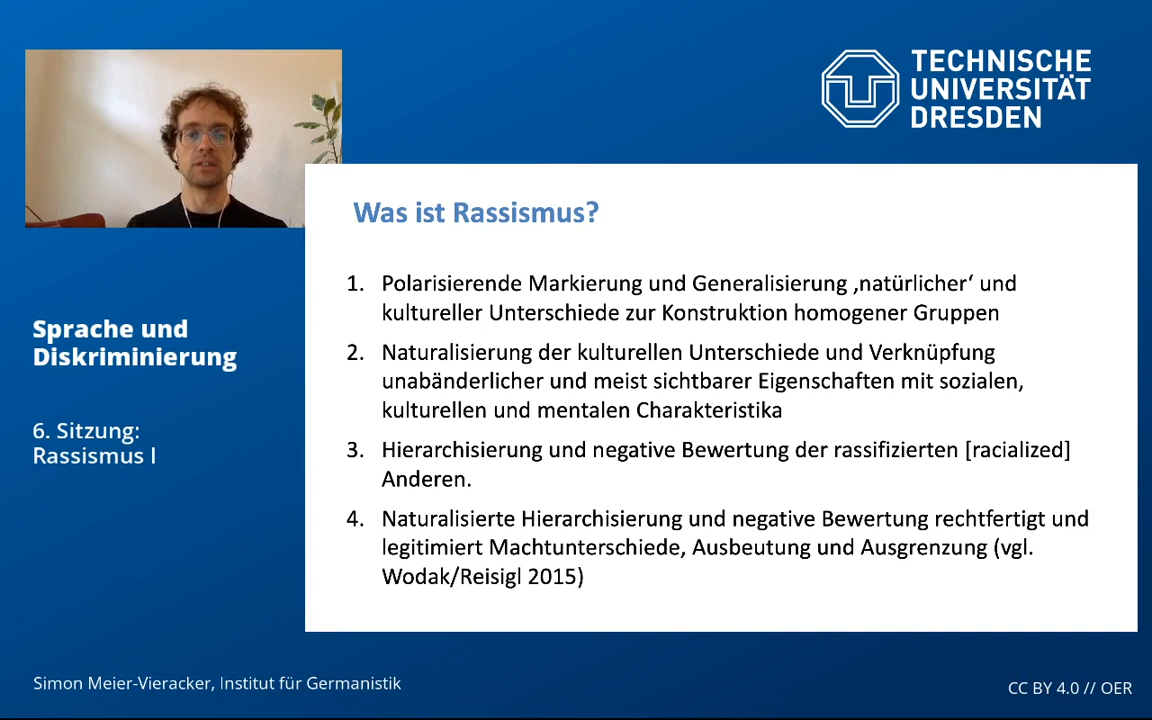 TECHNISCHE
UNIVERSITÄT
DRESDEN
Was ist Rassismus?
1. Polarisierende Markierung und Generalisierung ‚natürlicher‘ und
kultureller Unterschiede zur Konstruktion homogener Gruppen
2. Naturalisierung der kulturellen Unterschiede und Verknüpfung
unabänderlicher und meist sichtbarer Eigenschaften mit sozialen,
kulturellen und mentalen Charakteristika
3. Hierarchisierung und negative Bewertung der rassifizierten [racialized]
Anderen.
4. Naturalisierte Hierarchisierung und negative Bewertung rechtfertigt und
legitimiert Machtunterschiede, Ausbeutung und Ausgrenzung (vgl.
Wodak/Reisigl 2015)
Sprache und
Diskriminierung
6. Sitzung:
Rassismus I
Simon Meier-Vieracker, Institut für Germanistik
CC BY 4.0 // OER